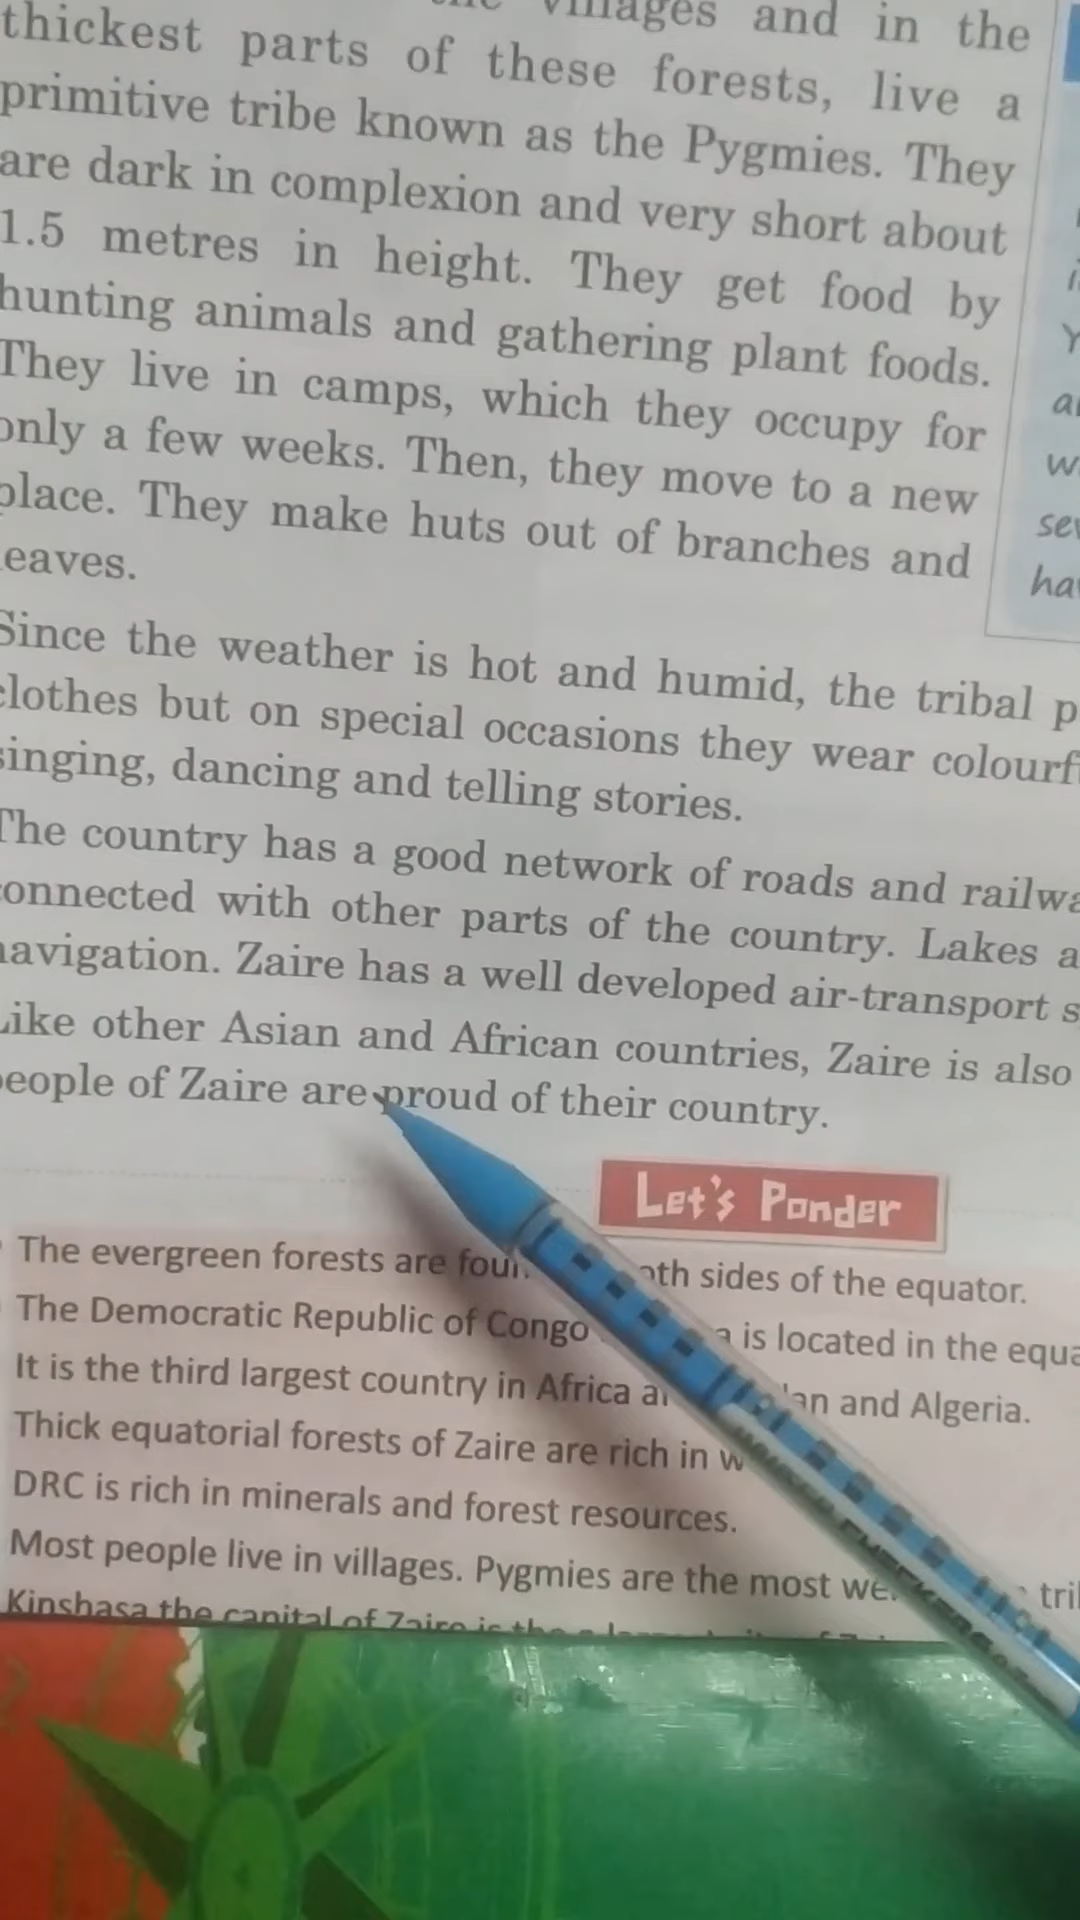 villages and in the
thickest parts of these forests, live a
primitive tribe known as the Pygmies. They
are dark in complexion and very short about
1.5 metres in height. They get food by
hunting animals and gathering plant foods.
They live in camps, which they occupy for
only a few weeks. Then, they move to a new
place. They make huts out of branches and
leaves.
Since the weather is hot and humid, the tribal
clothes but on special occasions they wear
singing, dancing and telling stories.
The country has a good network of roads and
connected with other parts of the country. Lakes
navigation. Zaire has a well developed air-transport
Like other Asian and African countries, Zaire is also
people of Zaire are proud of their country.
Let's Ponder
The evergreen forests are sides of the equator.
The Democratic Republic of Congo is located in the
It is the third largest country in Africa and Algeria.
Thick equatorial forests of Zaire are rich in
DRC is rich in minerals and forest resources.
Most people live in villages. Pygmies are the most
Kinshasa the capital of Zaire is the